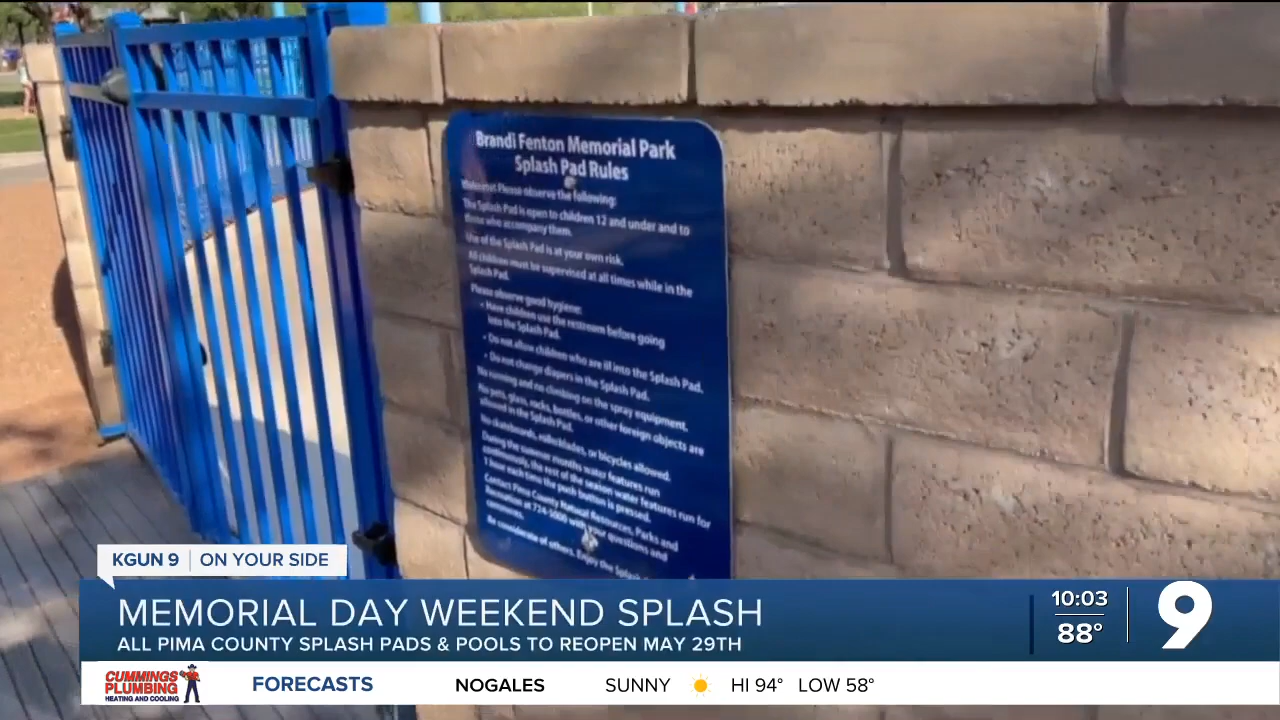 Brandi Fenton Memorial Park
Splash Pad Rules
Welcome! Please observe the following:
The Splash Pad is open to children 12 and under and to
those who accompany them.
Use of the Splash Pad is at your own risk.
All children must be supervised at all times while in the
Splash Pad.
Please observe good hygiene:
• Have children use the restroom before going
into the Splash Pad.
• Do not allow children who are ill into the Splash Pad.
• Do not change diapers in the Splash Pad.
No running and no climbing on the spray equipment.
No pets, glass, rocks, bottles, or other foreign objects are
allowed in the Splash Pad.
No skateboards, rollerblades, or bicycles allowed.
During the summer months water features run
continuously, the rest of the season water features run for
1 hour each time the push button is pressed.
Contact Pima County Natural Resources, Parks and
Recreation at 724-5000 with your questions and
comments.
Be considerate of others. Enjoy the Splash
KGUN 9 | ON YOUR SIDE
MEMORIAL DAY WEEKEND SPLASH
ALL PIMA COUNTY SPLASH PADS & POOLS TO REOPEN MAY 29TH
10:03
88°
9
CUMMINGS
PLUMBING
HEATING AND COOLING
FORECASTS NOGALES SUNNY HI 94° LOW 58°